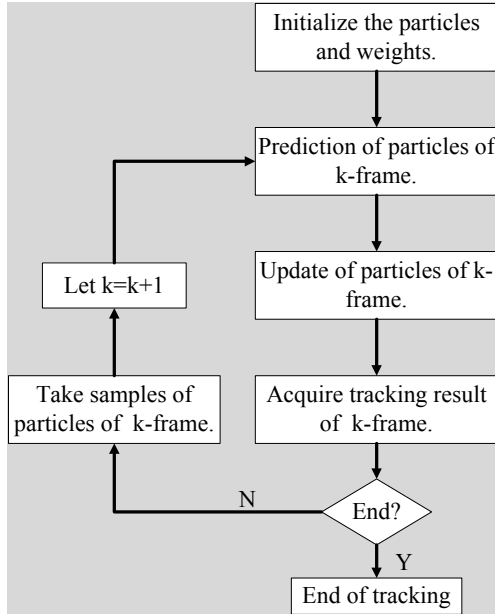 Initialize the particles
and weights.
Prediction of particles of
k-frame.
Update of particles of k-
frame.
Let k=k+1
Take samples of
particles of k-frame.
Acquire tracking result
of k-frame.
N
End?
Y
End of tracking